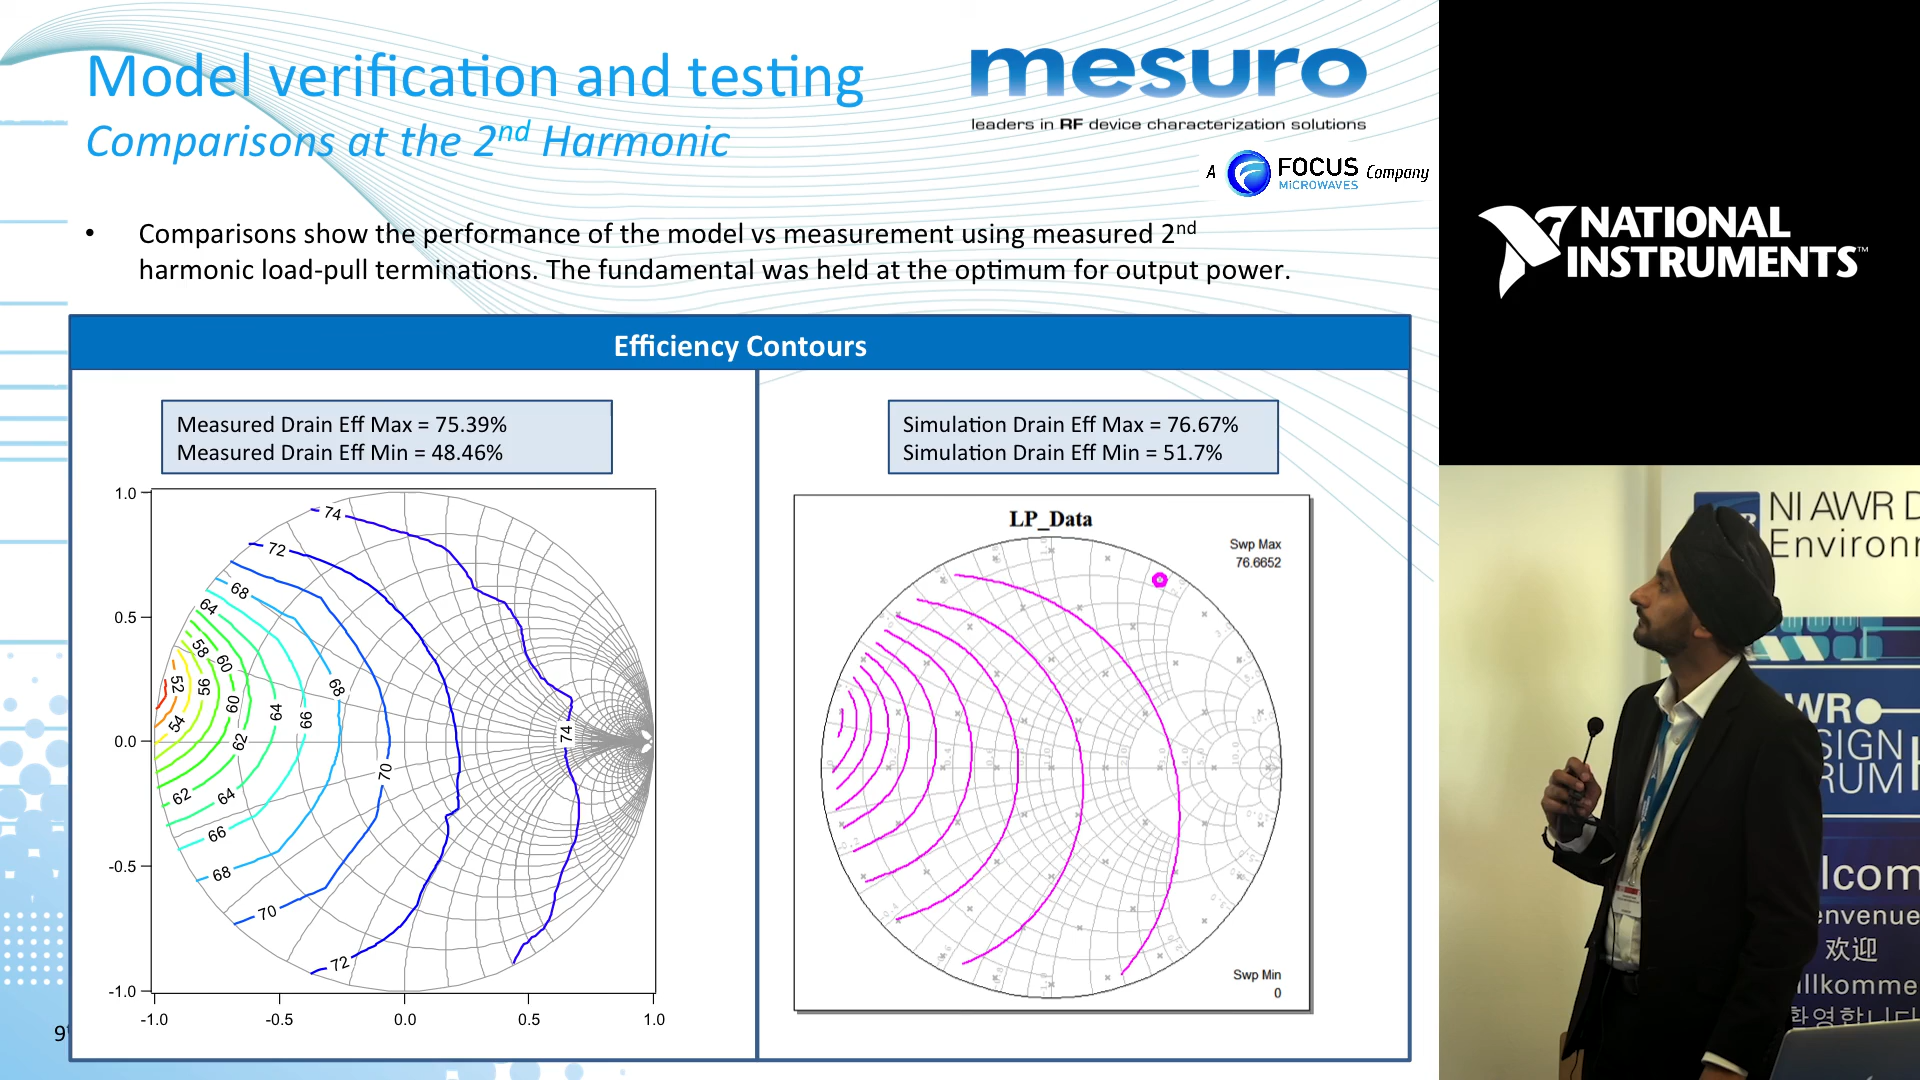 Model verification and testing
Comparisons at the 2nd Harmonic
mesuro
leaders in RF device characterization solutions
A FOCUS MiCROWAVES Company
• Comparisons show the performance of the model vs measurement using measured 2nd
harmonic load-pull terminations. The fundamental was held at the optimum for output power.
Efficiency Contours
Measured Drain Eff Max = 75.39%
Measured Drain Eff Min = 48.46%
1.0
0.5
0.0
-0.5
-1.0
-1.0 -0.5 0.0 0.5 1.0
74
72
68
64
58
60
52
56
54
60
62
64
66
68
70
74
62
64
66
68
70
72
Simulation Drain Eff Max = 76.67%
Simulation Drain Eff Min = 51.7%
LP_Data
Swp Max
76.6652
Swp Min
0
NATIONAL
INSTRUMENTS™
NI AWR D
Environ
WR
SIGN
RUM
lcom
envenue
欢迎
illkomme
환영합니다